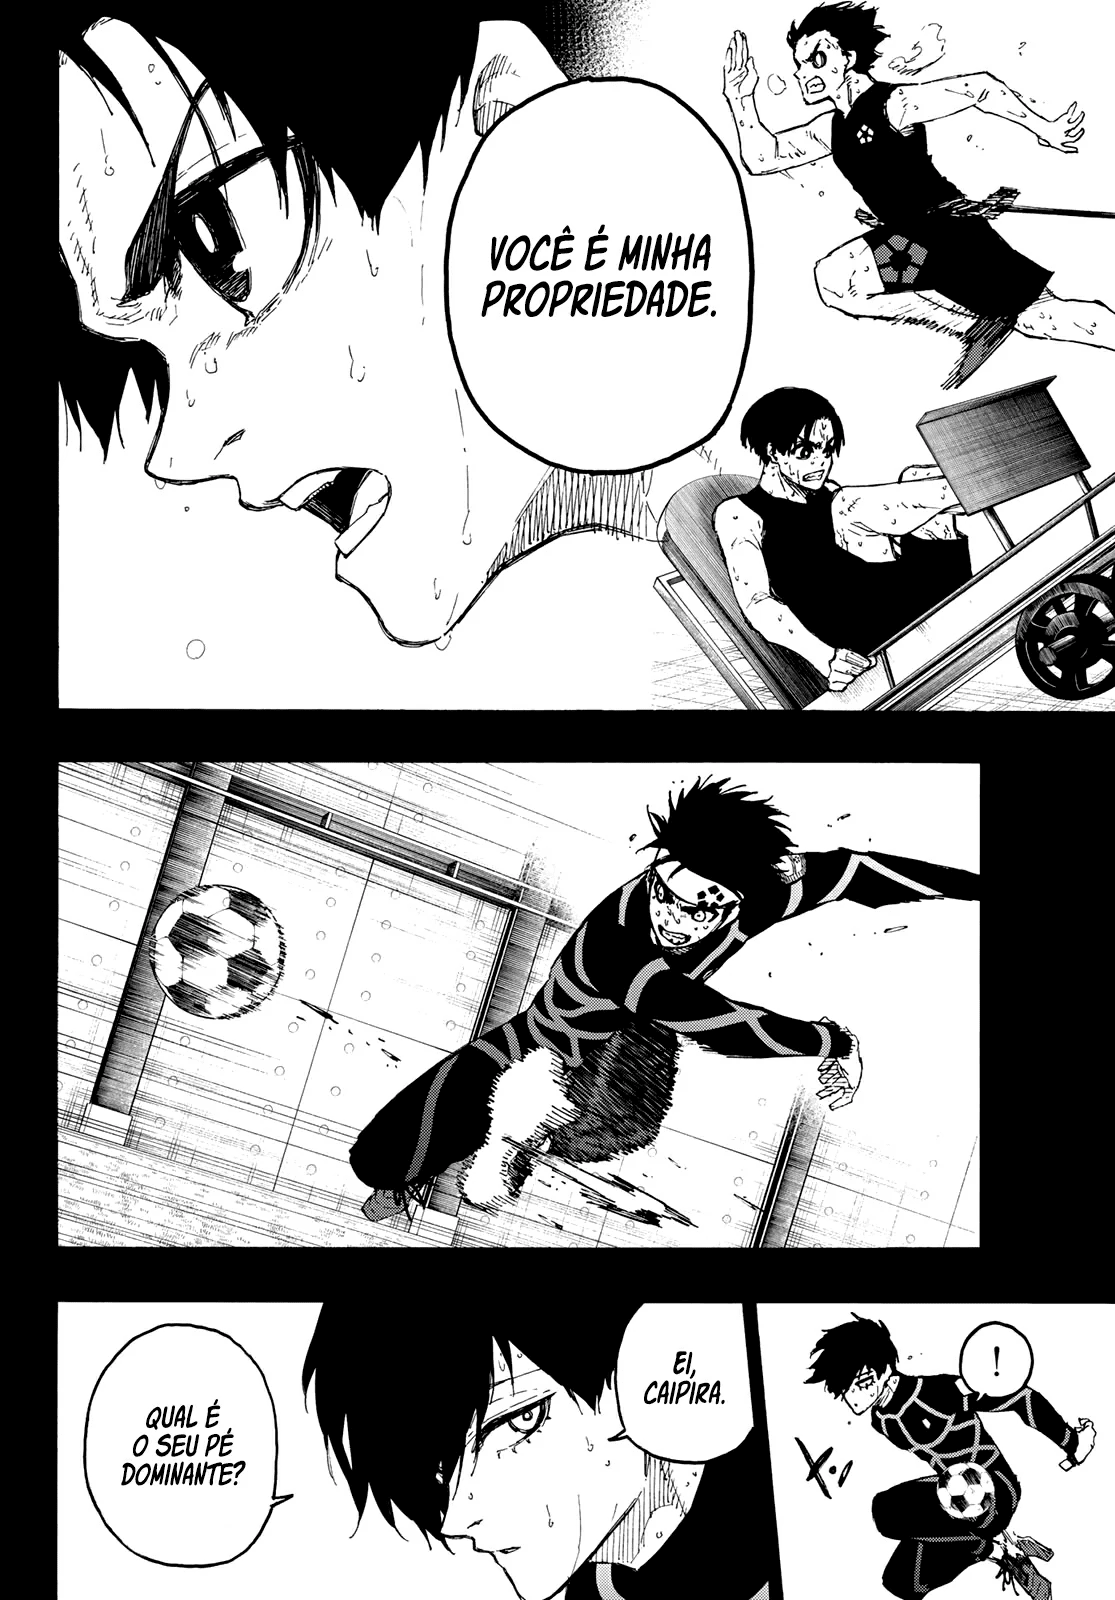 VOCÊ É MINHA
PROPRIEDADE.
!
EI,
CAIPIRA.
QUAL É
O SEU PÉ
DOMINANTE?